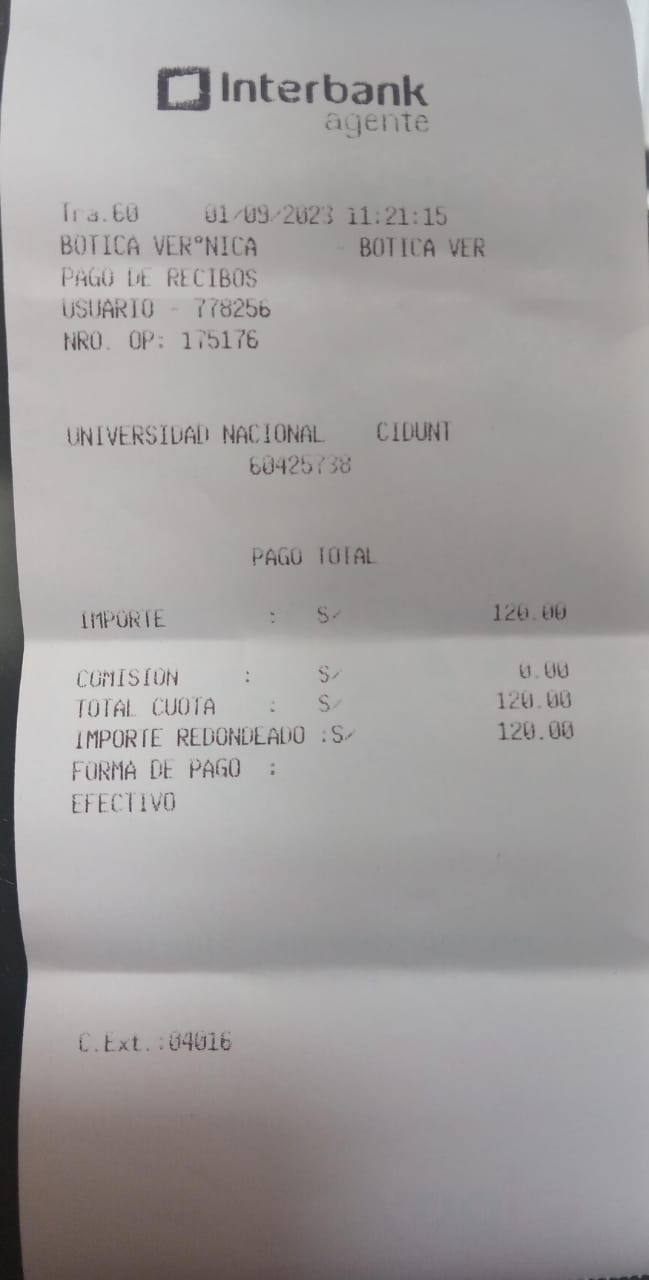 Interbank
agente
Tra.60 01/09/2023 11:21:15
BOTICA VER°NICA - BOTICA VER
PAGO DE RECIBOS
USUARIO - 778256
NRO. OP: 175176
UNIVERSIDAD NACIONAL CIDUNT
60425738
PAGO TOTAL
IMPORTE : S/ 120.00
COMISION : S/ 0.00
TOTAL CUOTA : S/ 120.00
IMPORTE REDONDEADO :S/ 120.00
FORMA DE PAGO :
EFECTIVO
C.Ext.:04016